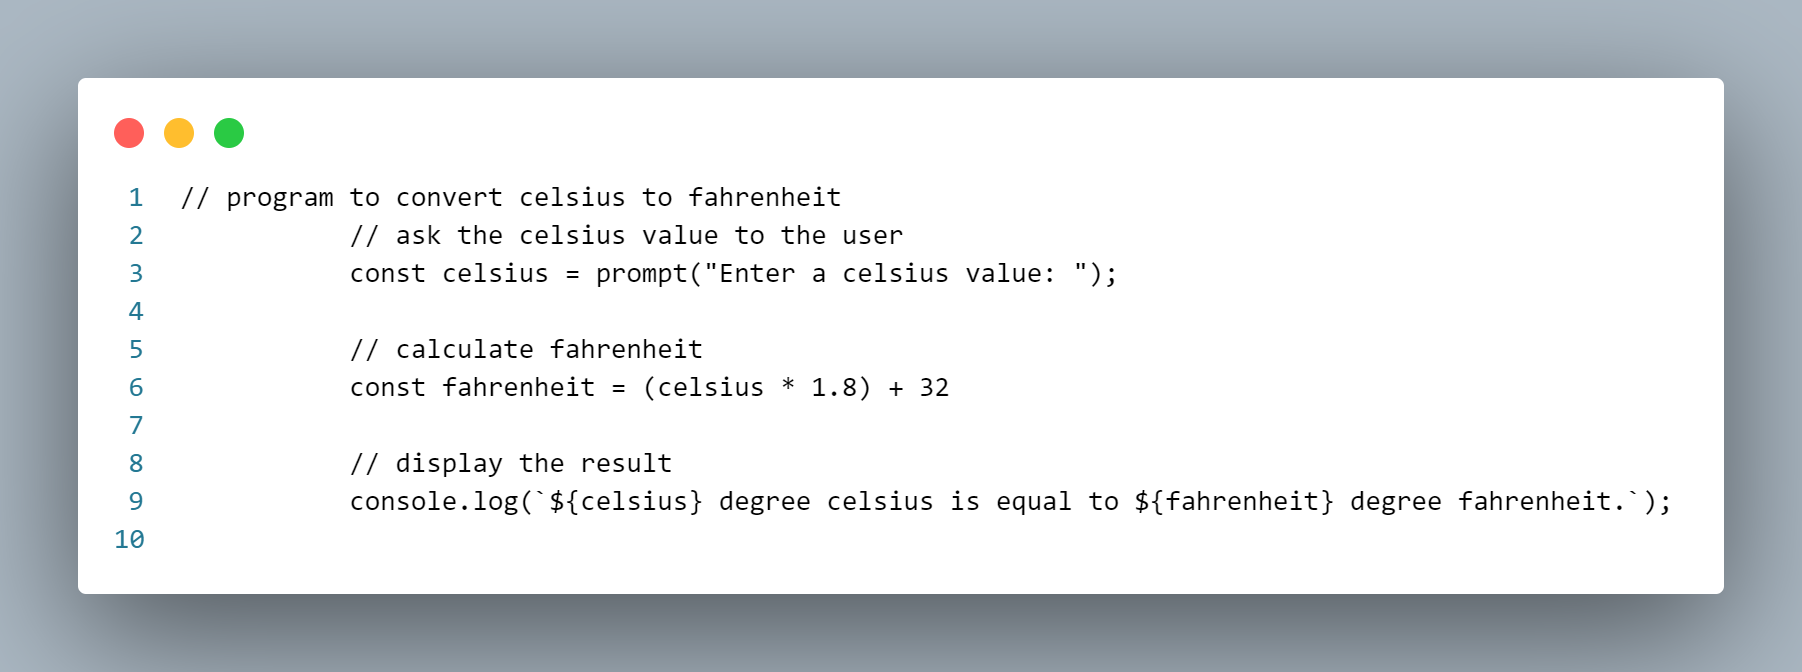 1 // program to convert celsius to fahrenheit
2 // ask the celsius value to the user
3 const celsius = prompt("Enter a celsius value: ");
4
5 // calculate fahrenheit
6 const fahrenheit = (celsius * 1.8) + 32
7
8 // display the result
9 console.log(`${celsius} degree celsius is equal to ${fahrenheit} degree fahrenheit.`);
10